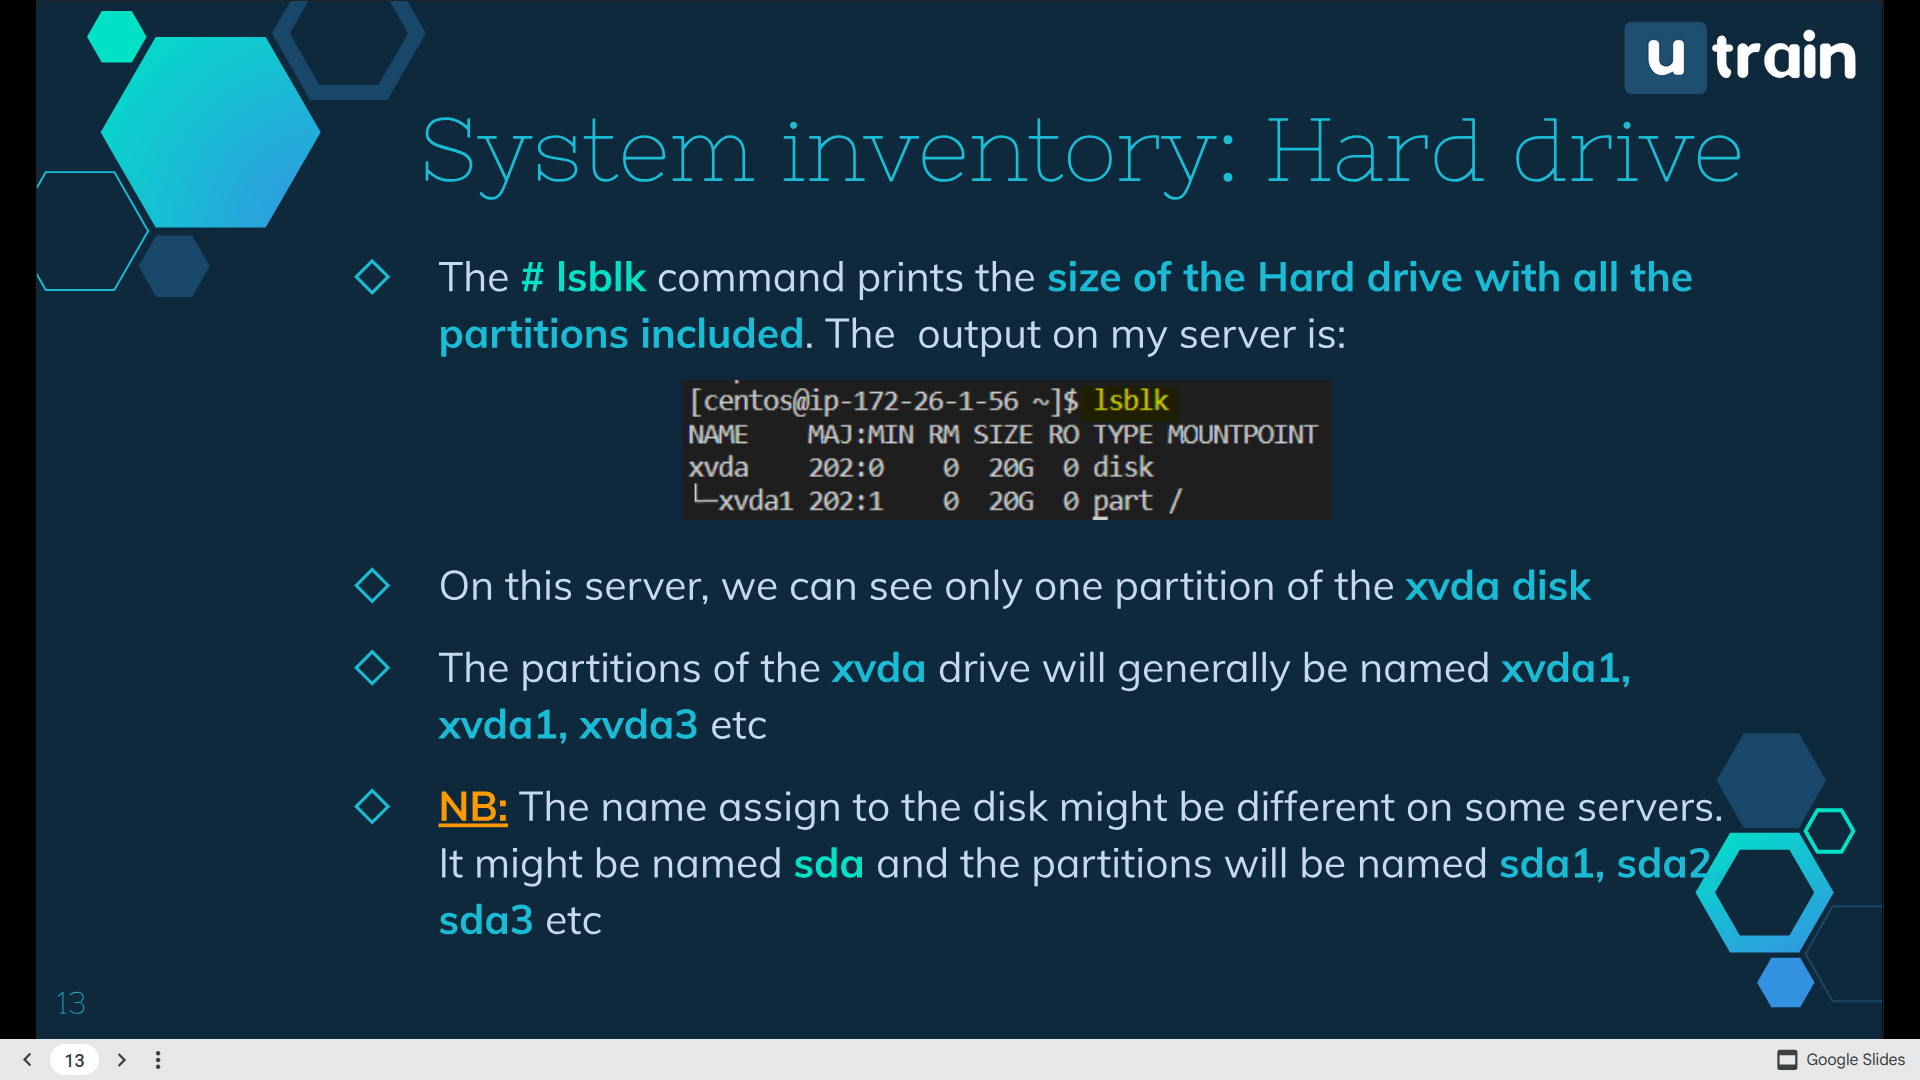 u train
System inventory: Hard drive
The # lsblk command prints the size of the Hard drive with all the
partitions included. The output on my server is:
[centos@ip-172-26-1-56 ~]$ lsblk
NAME    MAJ:MIN RM SIZE RO TYPE MOUNTPOINT
xvda    202:0    0  20G  0 disk
└─xvda1 202:1    0  20G  0 part /
On this server, we can see only one partition of the xvda disk
The partitions of the xvda drive will generally be named xvda1,
xvda1, xvda3 etc
NB: The name assign to the disk might be different on some servers.
It might be named sda and the partitions will be named sda1, sda2
sda3 etc
13
13
Google Slides